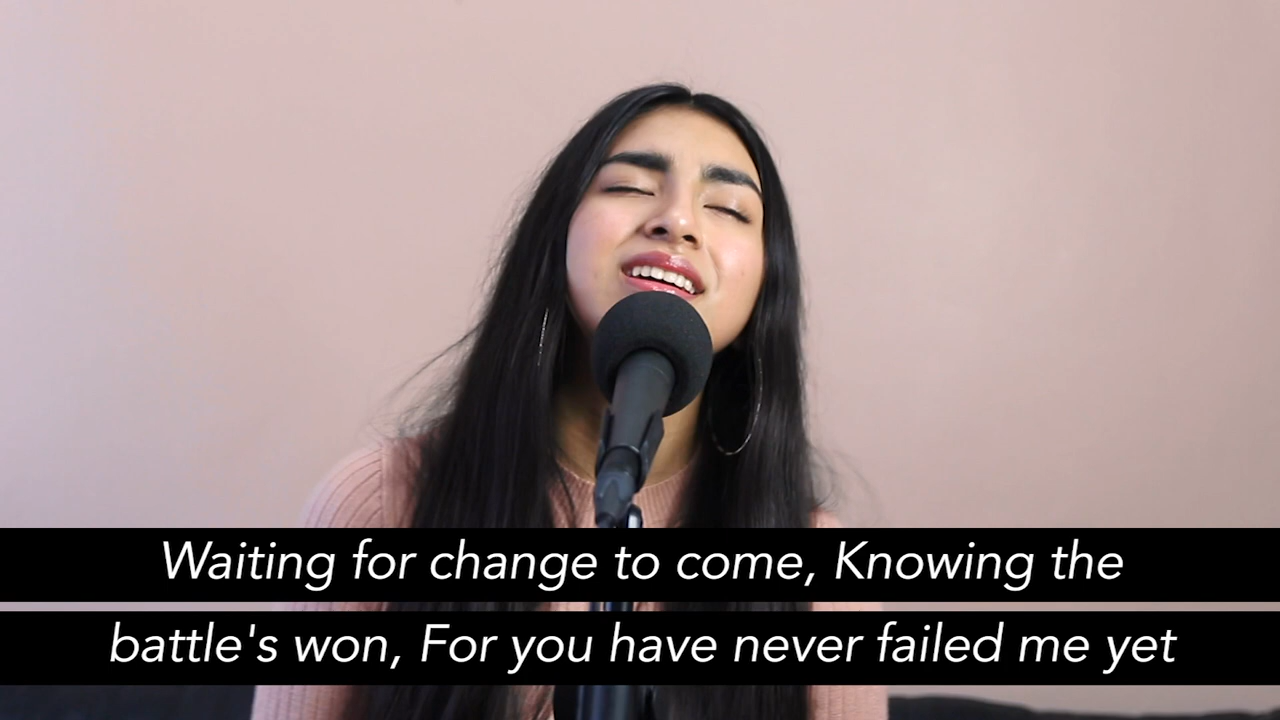 Waiting for change to come, Knowing the
battle's won, For you have never failed me yet